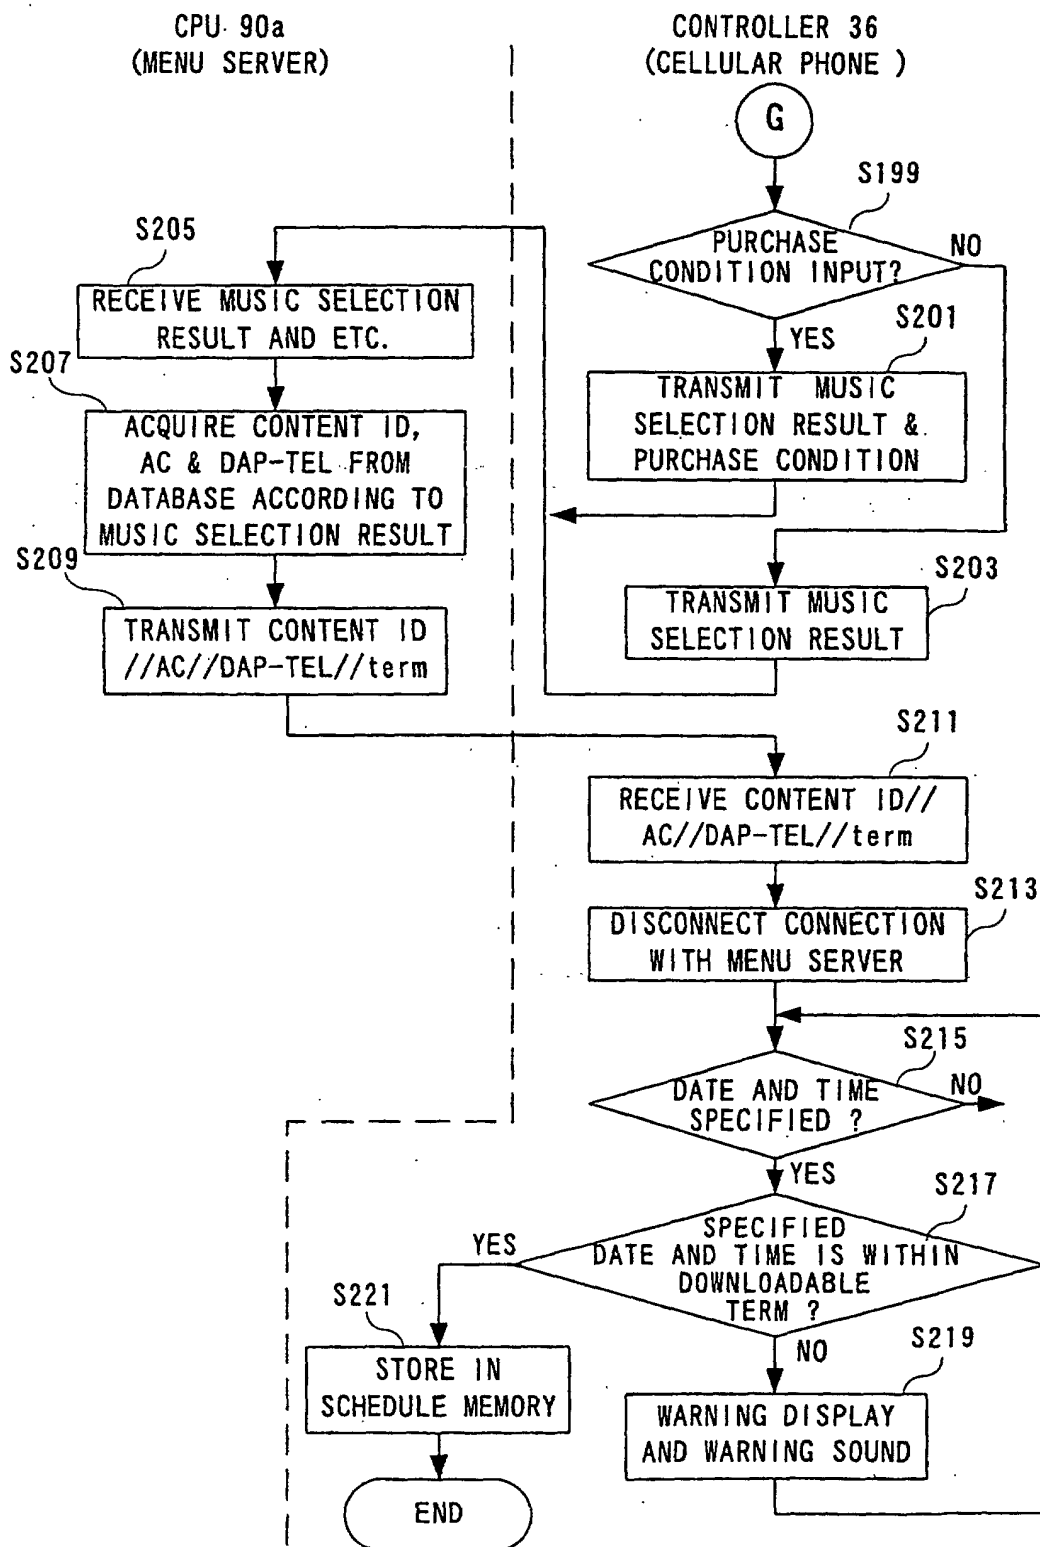 CPU 90a
(MENU SERVER)
CONTROLLER 36
(CELLULAR PHONE )
G
S199
PURCHASE
CONDITION INPUT?
NO
YES
S201
TRANSMIT MUSIC
SELECTION RESULT &
PURCHASE CONDITION
S203
TRANSMIT MUSIC
SELECTION RESULT
S205
RECEIVE MUSIC SELECTION
RESULT AND ETC.
S207
ACQUIRE CONTENT ID,
AC & DAP-TEL FROM
DATABASE ACCORDING TO
MUSIC SELECTION RESULT
S209
TRANSMIT CONTENT ID
//AC//DAP-TEL//term
S211
RECEIVE CONTENT ID//
AC//DAP-TEL//term
S213
DISCONNECT CONNECTION
WITH MENU SERVER
S215
DATE AND TIME
SPECIFIED ?
NO
YES
S217
SPECIFIED
DATE AND TIME IS WITHIN
DOWNLOADABLE
TERM ?
YES
NO
S221
STORE IN
SCHEDULE MEMORY
S219
WARNING DISPLAY
AND WARNING SOUND
END